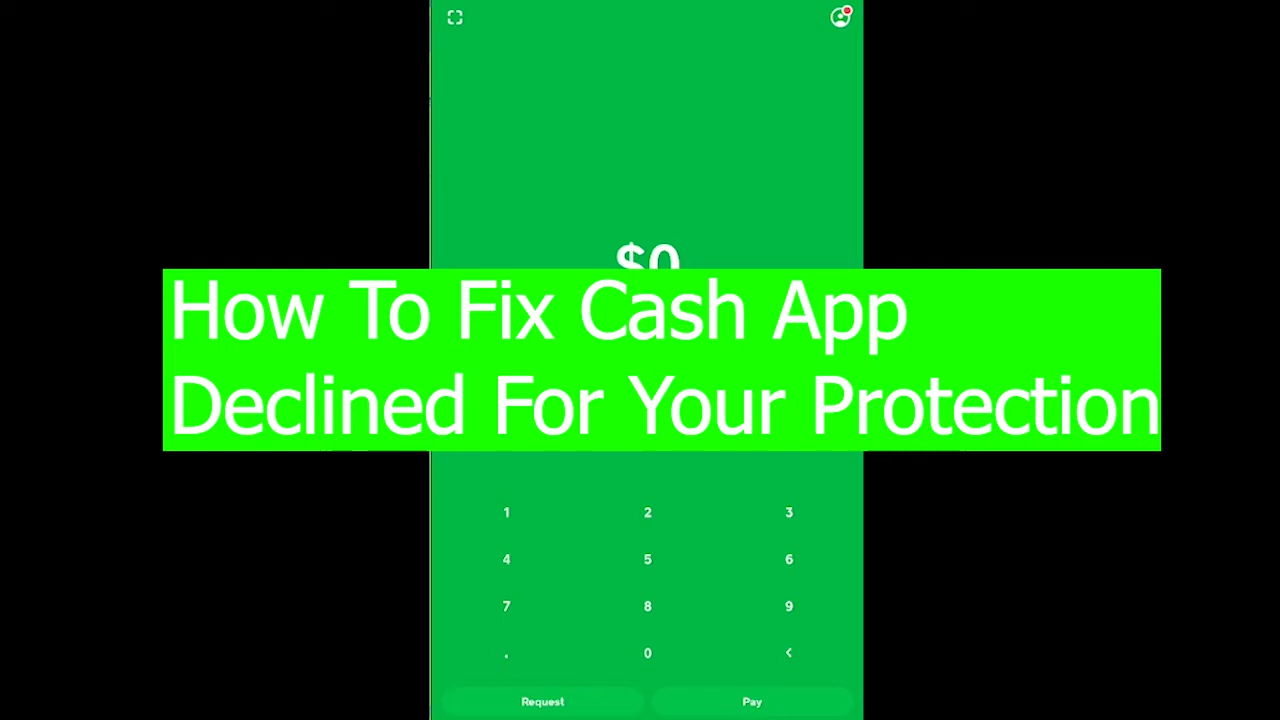 $0
How To Fix Cash App
Declined For Your Protection
1 2 3
4 5 6
7 8 9
. 0 <
Request Pay